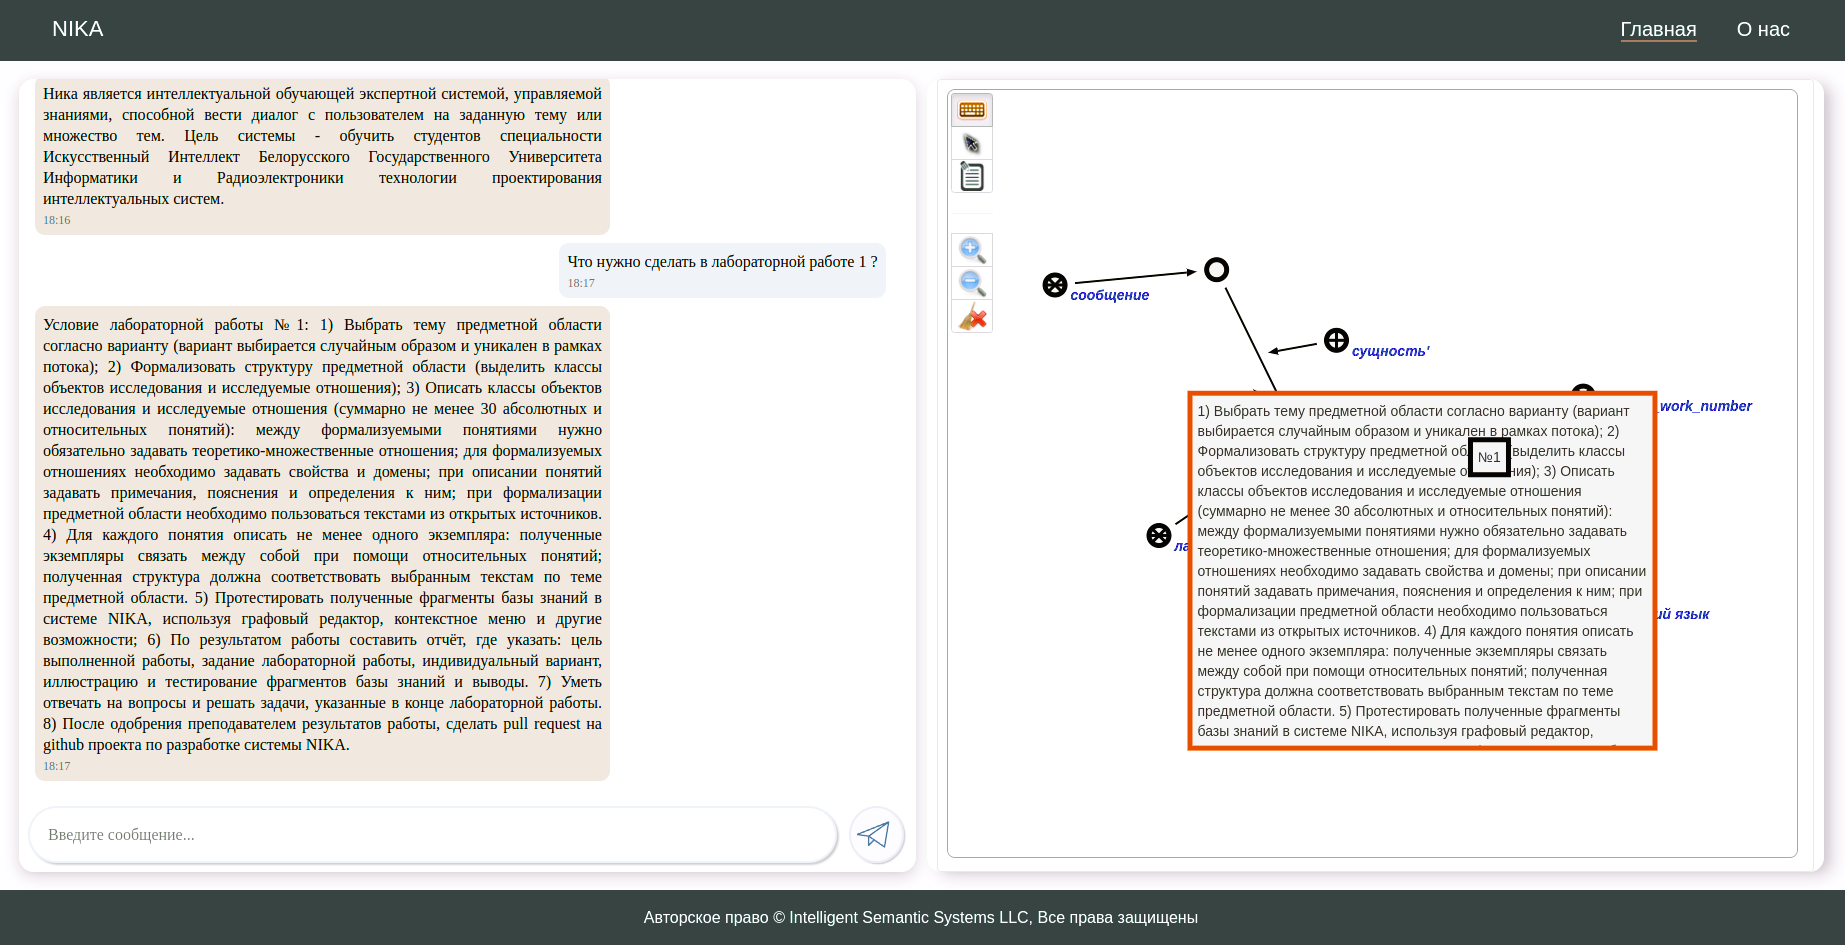 NIKA
Главная
О нас
Ника является интеллектуальной обучающей экспертной системой, управляемой
знаниями, способной вести диалог с пользователем на заданную тему или
множество тем. Цель системы - обучить студентов специальности
Искусственный Интеллект Белорусского Государственного Университета
Информатики и Радиоэлектроники технологии проектирования
интеллектуальных систем.
18:16
Что нужно сделать в лабораторной работе 1 ?
18:17
Условие лабораторной работы №1: 1) Выбрать тему предметной области
согласно варианту (вариант выбирается случайным образом и уникален в рамках
потока); 2) Формализовать структуру предметной области (выделить классы
объектов исследования и исследуемые отношения); 3) Описать классы объектов
исследования и исследуемые отношения (суммарно не менее 30 абсолютных и
относительных понятий): между формализуемыми понятиями нужно
обязательно задавать теоретико-множественные отношения; для формализуемых
отношениях необходимо задавать свойства и домены; при описании понятий
задавать примечания, пояснения и определения к ним; при формализации
предметной области необходимо пользоваться текстами из открытых источников.
4) Для каждого понятия описать не менее одного экземпляра: полученные
экземпляры связать между собой при помощи относительных понятий;
полученная структура должна соответствовать выбранным текстам по теме
предметной области. 5) Протестировать полученные фрагменты базы знаний в
системе NIKA, используя графовый редактор, контекстное меню и другие
возможности; 6) По результатом работы составить отчёт, где указать: цель
выполненной работы, задание лабораторной работы, индивидуальный вариант,
иллюстрацию и тестирование фрагментов базы знаний и выводы. 7) Уметь
отвечать на вопросы и решать задачи, указанные в конце лабораторной работы.
8) После одобрения преподавателем результатов работы, сделать pull request на
github проекта по разработке системы NIKA.
18:17
Введите сообщение...
сообщение
сущность'
_work_number
1) Выбрать тему предметной области согласно варианту (вариант
выбирается случайным образом и уникален в рамках потока); 2)
Формализовать структуру предметной об выделить классы
объектов исследования и исследуемые о ния); 3) Описать
классы объектов исследования и исследуемые отношения
(суммарно не менее 30 абсолютных и относительных понятий):
между формализуемыми понятиями нужно обязательно задавать
теоретико-множественные отношения; для формализуемых
отношениях необходимо задавать свойства и домены; при описании
понятий задавать примечания, пояснения и определения к ним; при
формализации предметной области необходимо пользоваться
текстами из открытых источников. 4) Для каждого понятия описать
не менее одного экземпляра: полученные экземпляры связать
между собой при помощи относительных понятий; полученная
структура должна соответствовать выбранным текстам по теме
предметной области. 5) Протестировать полученные фрагменты
базы знаний в системе NIKA, используя графовый редактор,
№1
ла
ий язык
Авторское право © Intelligent Semantic Systems LLC, Все права защищены